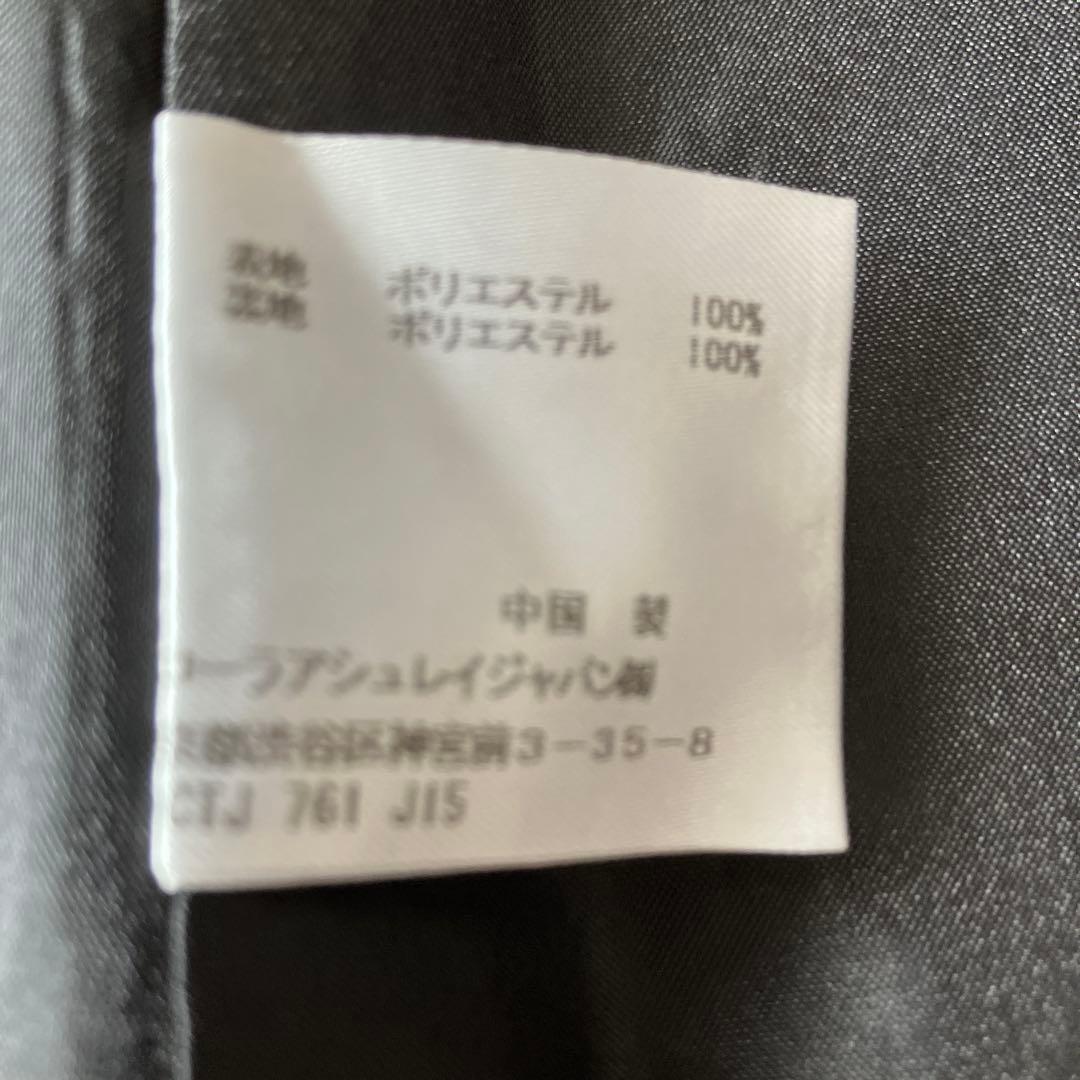 表地 ポリエステル 100%
裏地 ポリエステル 100%
中国 製
ーラアシュレイジャパン㈱
京都渋谷区神宮前3-35-8
CTJ 761 J15